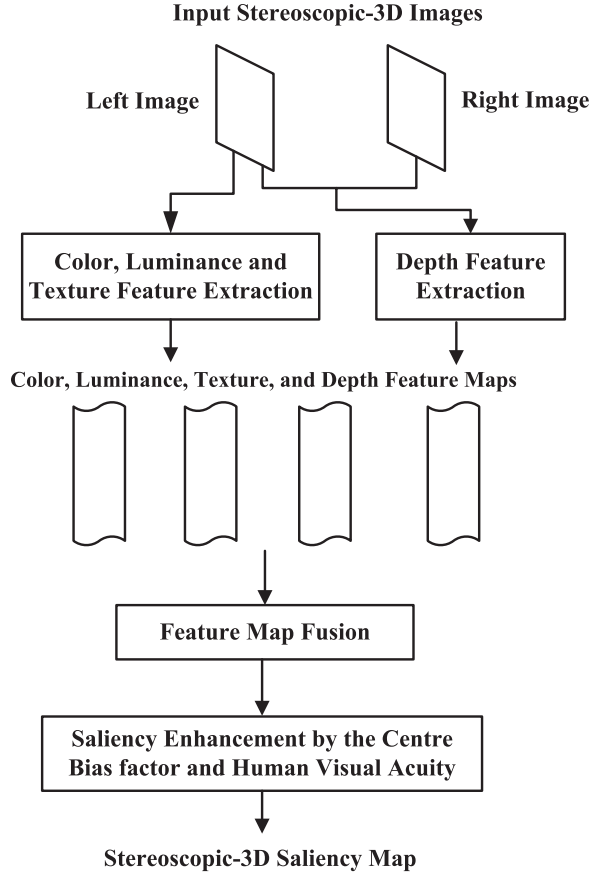 Input Stereoscopic-3D Images
Left Image
Right Image
Color, Luminance and
Texture Feature Extraction
Depth Feature
Extraction
Color, Luminance, Texture, and Depth Feature Maps
Feature Map Fusion
Saliency Enhancement by the Centre
Bias factor and Human Visual Acuity
Stereoscopic-3D Saliency Map